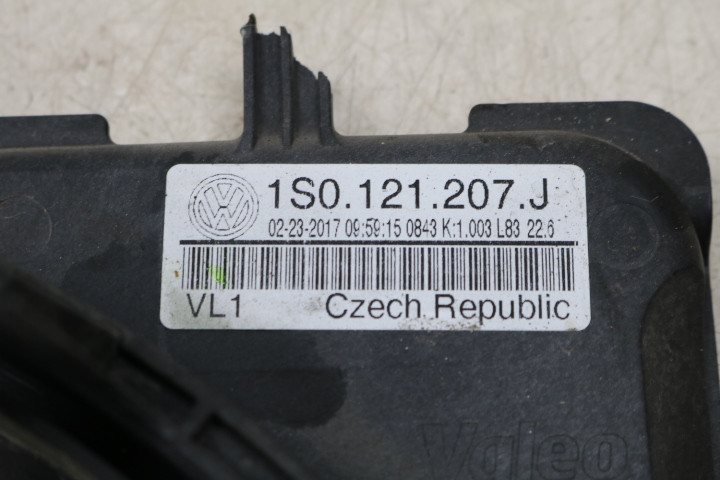 1S0.121.207.J
02-23-2017 09:59:15 0843 K:1.003 L83 22.6
VL1 Czech Republic
Valeo